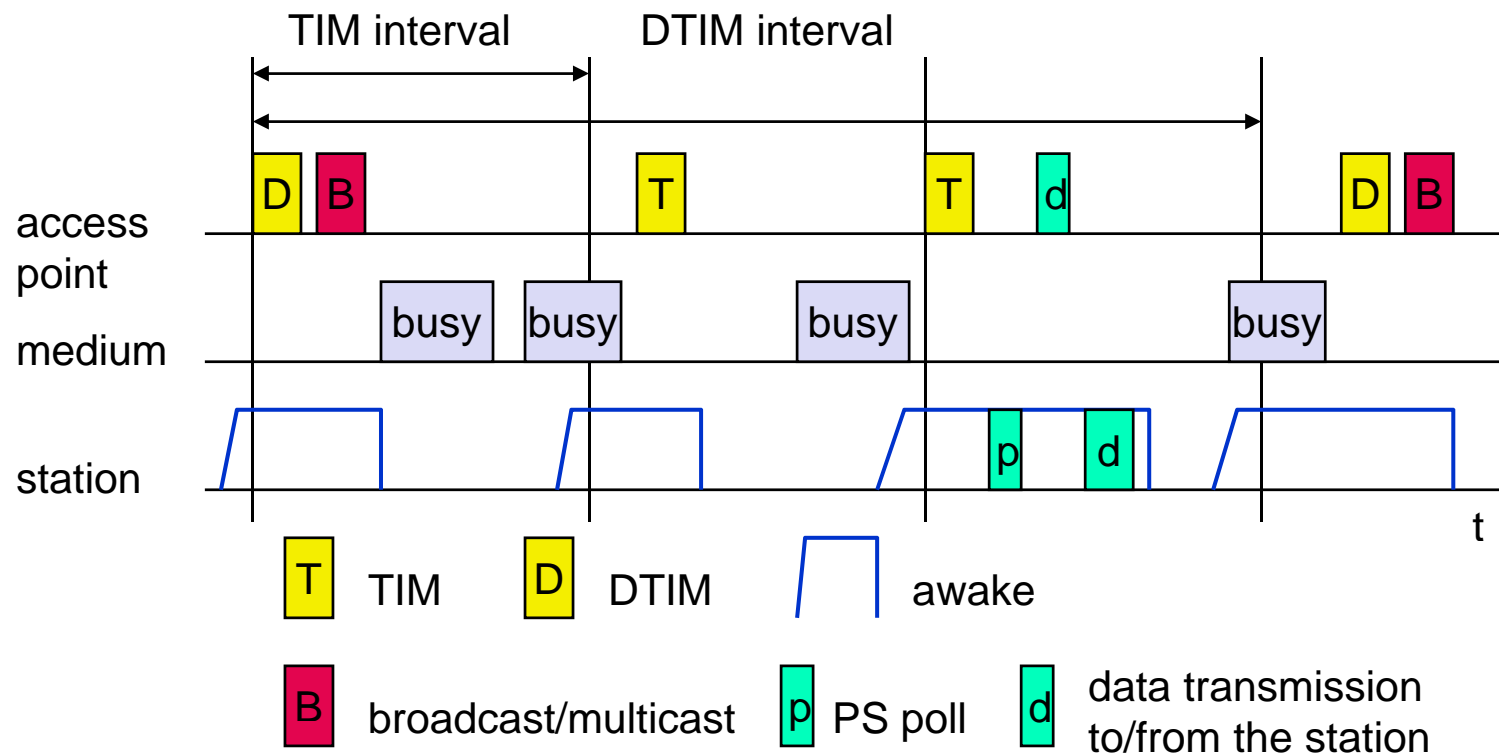 TIM interval DTIM interval
D B T T d D B
access
point
busy busy busy busy
medium
p d
station
t
T TIM D DTIM awake
B broadcast/multicast p PS poll d data transmission
to/from the station